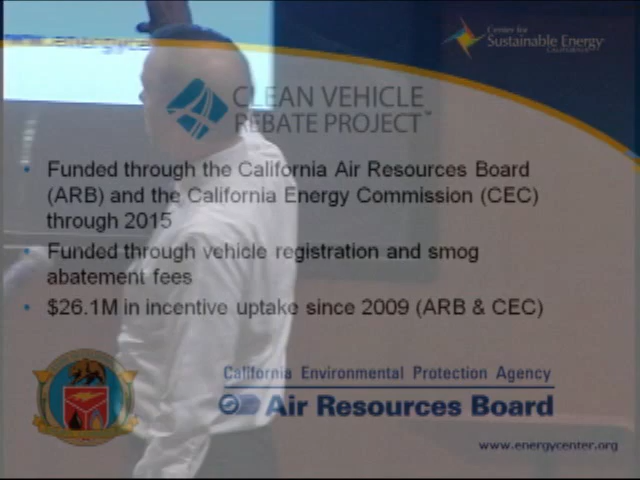 Center for
Sustainable Energy
CALIFORNIA
CLEAN VEHICLE
REBATE PROJECT™
• Funded through the California Air Resources Board
(ARB) and the California Energy Commission (CEC)
through 2015
• Funded through vehicle registration and smog
abatement fees
• $26.1M in incentive uptake since 2009 (ARB & CEC)
California Environmental Protection Agency
Air Resources Board
www.energycenter.org